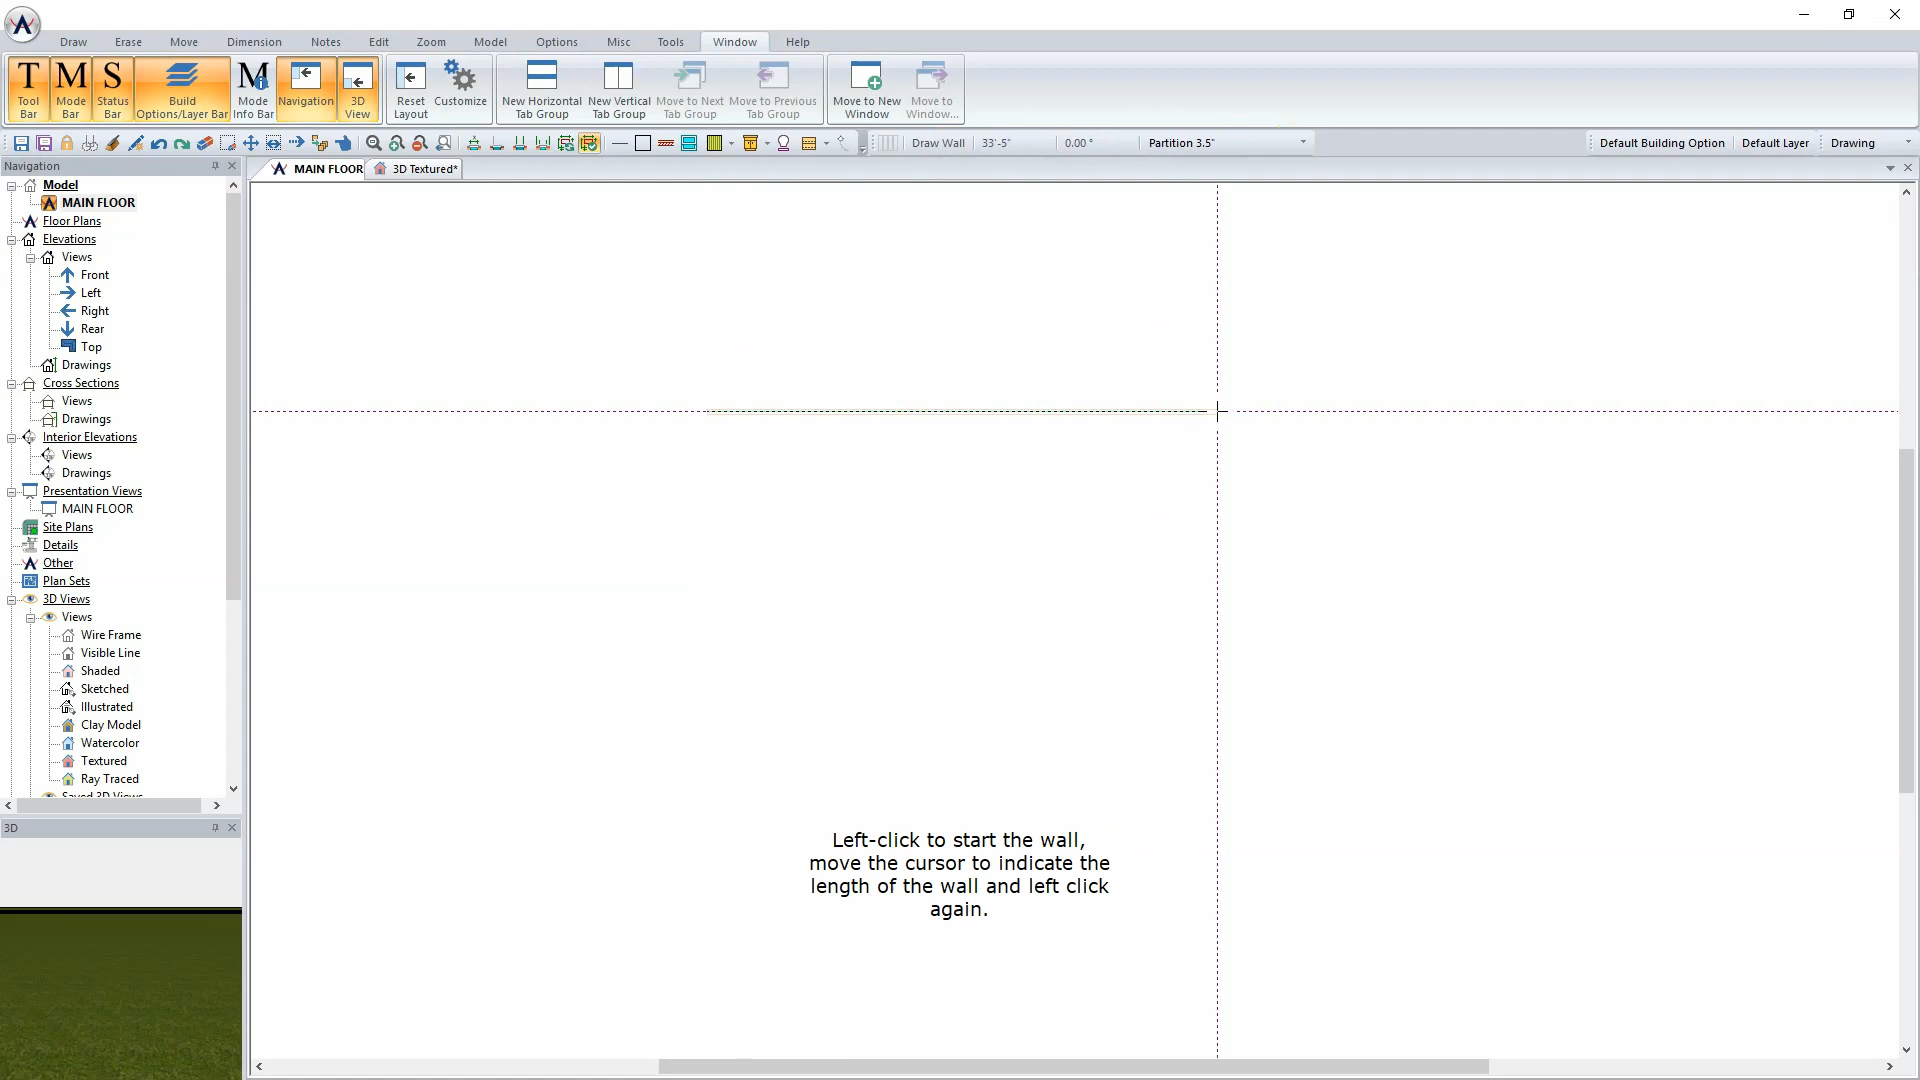 Draw Erase Move Dimension Notes Edit Zoom Model Options Misc Tools Window Help
T M S M
Tool Bar
Mode Bar
Status Bar
Build Options/Layer Bar
Mode Info Bar
Navigation
3D View
Reset Layout
Customize
New Horizontal Tab Group
New Vertical Tab Group
Move to Next Tab Group
Move to Previous Tab Group
Move to New Window
Move to Window...
Draw Wall 33'-5" 0.00 ° Partition 3.5" Default Building Option Default Layer Drawing
Navigation
MAIN FLOOR 3D Textured*
Model
MAIN FLOOR
Floor Plans
Elevations
Views
Front
Left
Right
Rear
Top
Drawings
Cross Sections
Views
Drawings
Interior Elevations
Views
Drawings
Presentation Views
MAIN FLOOR
Site Plans
Details
Other
Plan Sets
3D Views
Views
Wire Frame
Visible Line
Shaded
Sketched
Illustrated
Clay Model
Watercolor
Textured
Ray Traced
Saved 3D Views
3D
Left-click to start the wall,
move the cursor to indicate the
length of the wall and left click
again.